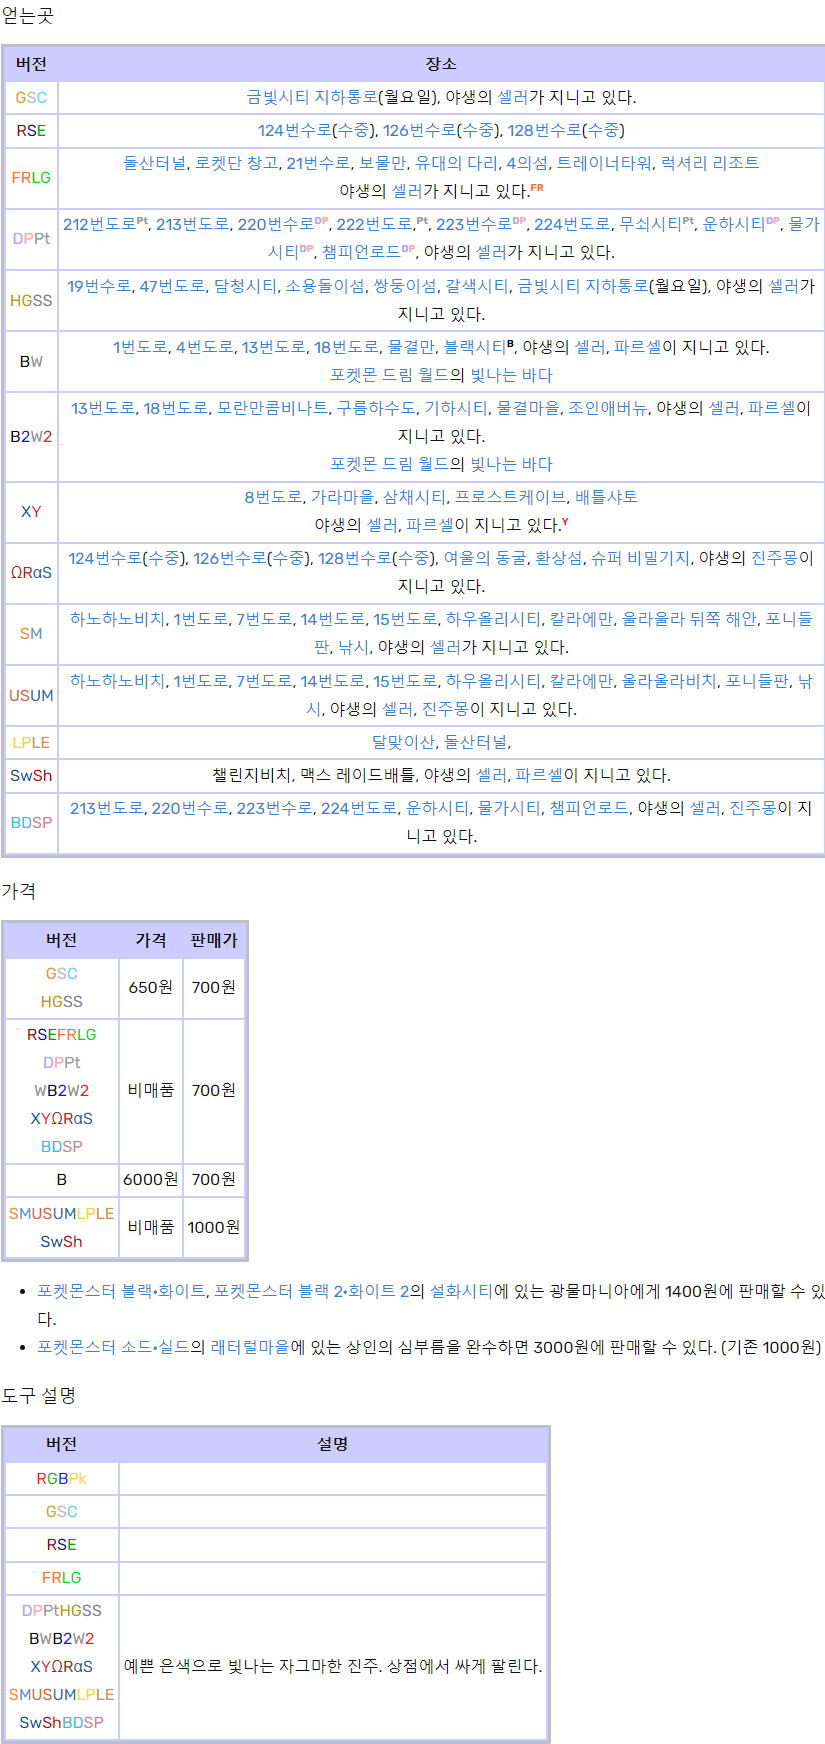 얻는곳
버전 장소
GSC 금빛시티 지하통로(월요일), 야생의 셀러가 지니고 있다.
RSE 124번수로(수중), 126번수로(수중), 128번수로(수중)
FRLG 돌산터널, 로켓단 창고, 21번수로, 보물만, 유대의 다리, 4의섬, 트레이너타워, 럭셔리 리조트
야생의 셀러가 지니고 있다.FR
DPPt 212번도로Pt, 213번도로, 220번수로DP, 222번도로,Pt, 223번수로DP, 224번도로, 무쇠시티Pt, 운하시티DP, 물가
시티DP, 챔피언로드DP, 야생의 셀러가 지니고 있다.
HGSS 19번수로, 47번도로, 담청시티, 소용돌이섬, 쌍둥이섬, 갈색시티, 금빛시티 지하통로(월요일), 야생의 셀러가
지니고 있다.
BW 1번도로, 4번도로, 13번도로, 18번도로, 물결만, 블랙시티B, 야생의 셀러, 파르셀이 지니고 있다.
포켓몬 드림 월드의 빛나는 바다
B2W2 13번도로, 18번도로, 모란만콤비나트, 구름하수도, 기하시티, 물결마을, 조인애버뉴, 야생의 셀러, 파르셀이
지니고 있다.
포켓몬 드림 월드의 빛나는 바다
XY 8번도로, 가라마을, 삼채시티, 프로스트케이브, 배틀샤토
야생의 셀러, 파르셀이 지니고 있다.Y
ΩRαS 124번수로(수중), 126번수로(수중), 128번수로(수중), 여울의 동굴, 환상섬, 슈퍼 비밀기지, 야생의 진주몽이
지니고 있다.
SM 하노하노비치, 1번도로, 7번도로, 14번도로, 15번도로, 하우올리시티, 칼라에만, 울라울라 뒤쪽 해안, 포니들
판, 낚시, 야생의 셀러가 지니고 있다.
USUM 하노하노비치, 1번도로, 7번도로, 14번도로, 15번도로, 하우올리시티, 칼라에만, 울라울라비치, 포니들판, 낚
시, 야생의 셀러, 진주몽이 지니고 있다.
LPLE 달맞이산, 돌산터널,
SwSh 챌린지비치, 맥스 레이드배틀, 야생의 셀러, 파르셀이 지니고 있다.
BDSP 213번도로, 220번수로, 223번수로, 224번도로, 운하시티, 물가시티, 챔피언로드, 야생의 셀러, 진주몽이 지
니고 있다.
가격
버전 가격 판매가
GSC
HGSS
650원 700원
RSEFRLG
DPPt
WB2W2
XYΩRαS
BDSP
비매품 700원
B 6000원 700원
SMUSUMLPLE
SwSh
비매품 1000원
• 포켓몬스터 블랙·화이트, 포켓몬스터 블랙 2·화이트 2의 설화시티에 있는 광물마니아에게 1400원에 판매할 수 있
다.
• 포켓몬스터 소드·실드의 래터럴마을에 있는 상인의 심부름을 완수하면 3000원에 판매할 수 있다. (기존 1000원)
도구 설명
버전 설명
RGBPk
GSC
RSE
FRLG
DPPtHGSS
BWB2W2
XYΩRαS
SMUSUMLPLE
SwShBDSP
예쁜 은색으로 빛나는 자그마한 진주. 상점에서 싸게 팔린다.